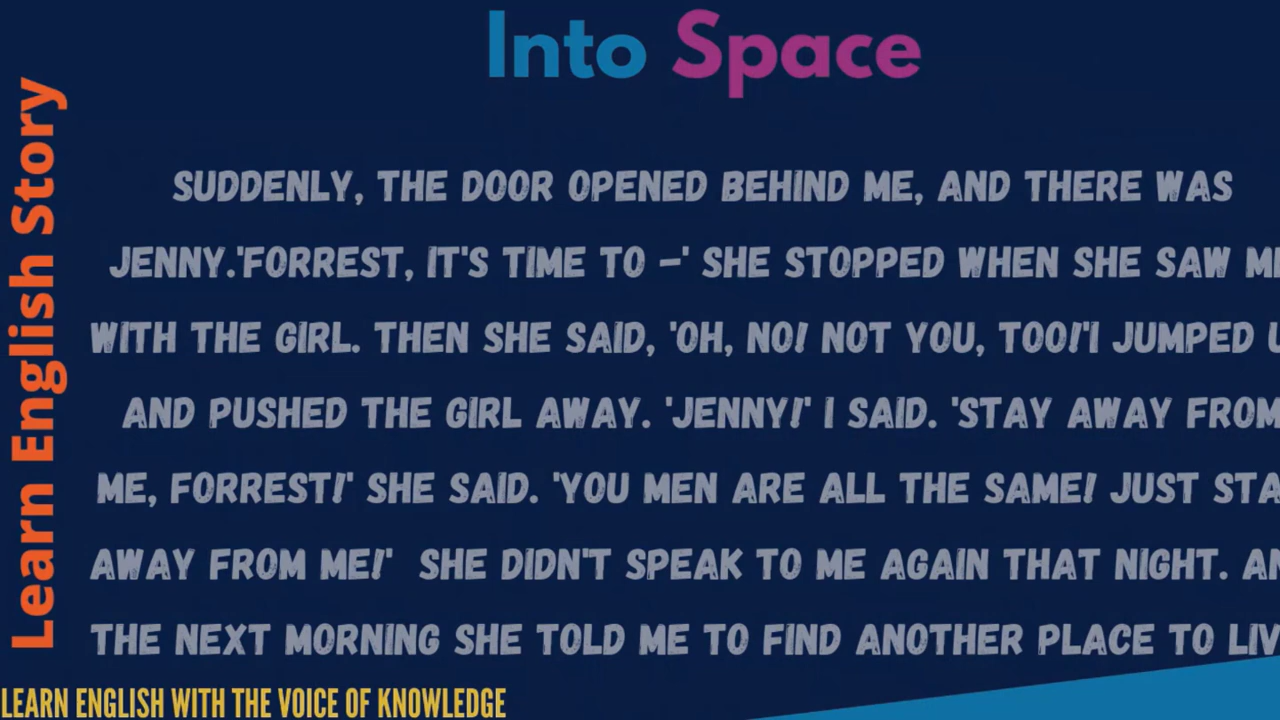 Into Space
Learn English Story
SUDDENLY, THE DOOR OPENED BEHIND ME, AND THERE WAS
JENNY.'FORREST, IT'S TIME TO –' SHE STOPPED WHEN SHE SAW
WITH THE GIRL. THEN SHE SAID, 'OH, NO! NOT YOU, TOO!'I JUMPED
AND PUSHED THE GIRL AWAY. 'JENNY!' I SAID. 'STAY AWAY FROM
ME, FORREST!' SHE SAID. 'YOU MEN ARE ALL THE SAME! JUST
AWAY FROM ME!' SHE DIDN'T SPEAK TO ME AGAIN THAT NIGHT.
THE NEXT MORNING SHE TOLD ME TO FIND ANOTHER PLACE TO
LEARN ENGLISH WITH THE VOICE OF KNOWLEDGE